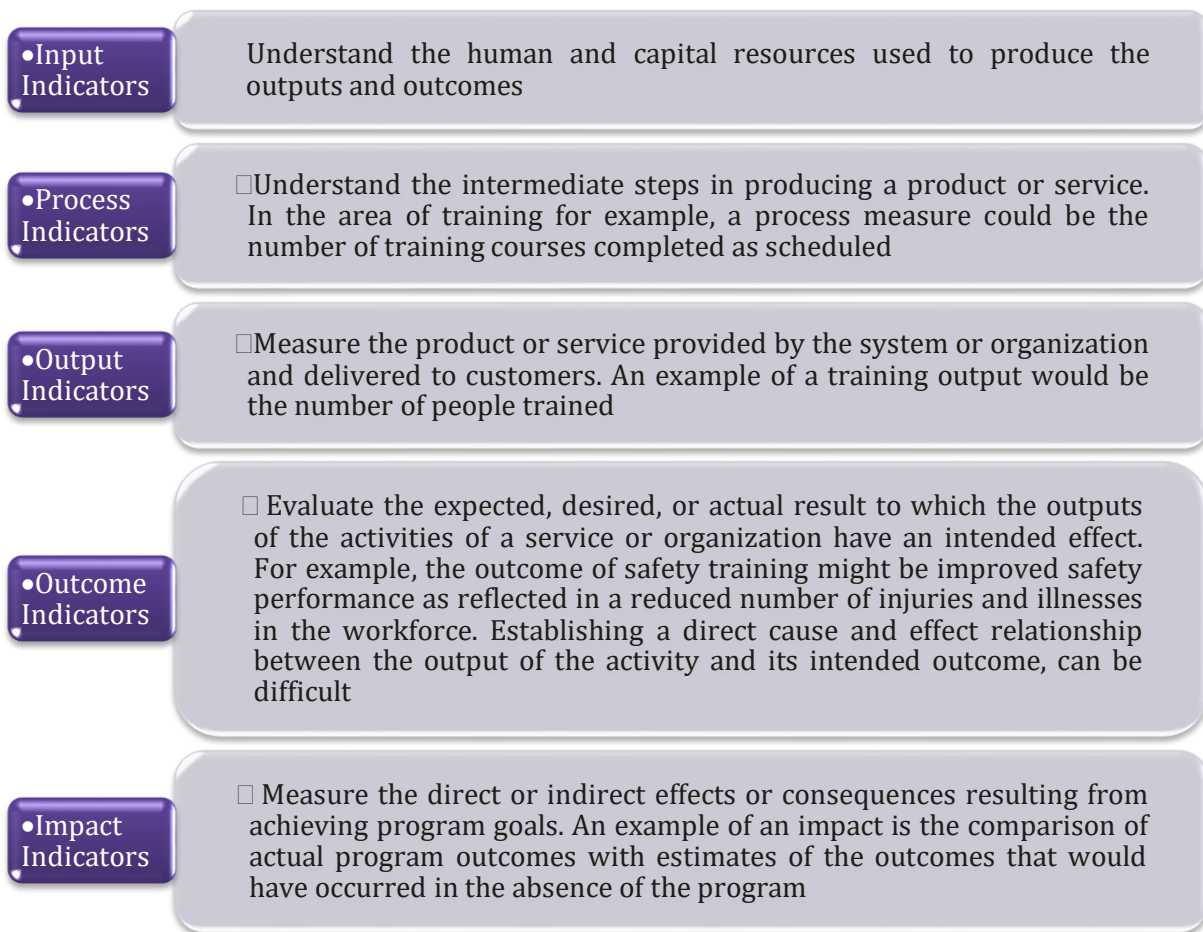 •Input
Indicators
Understand the human and capital resources used to produce the
outputs and outcomes
•Process
Indicators
□Understand the intermediate steps in producing a product or service.
In the area of training for example, a process measure could be the
number of training courses completed as scheduled
•Output
Indicators
□Measure the product or service provided by the system or organization
and delivered to customers. An example of a training output would be
the number of people trained
•Outcome
Indicators
□ Evaluate the expected, desired, or actual result to which the outputs
of the activities of a service or organization have an intended effect.
For example, the outcome of safety training might be improved safety
performance as reflected in a reduced number of injuries and illnesses
in the workforce. Establishing a direct cause and effect relationship
between the output of the activity and its intended outcome, can be
difficult
•Impact
Indicators
□ Measure the direct or indirect effects or consequences resulting from
achieving program goals. An example of an impact is the comparison of
actual program outcomes with estimates of the outcomes that would
have occurred in the absence of the program